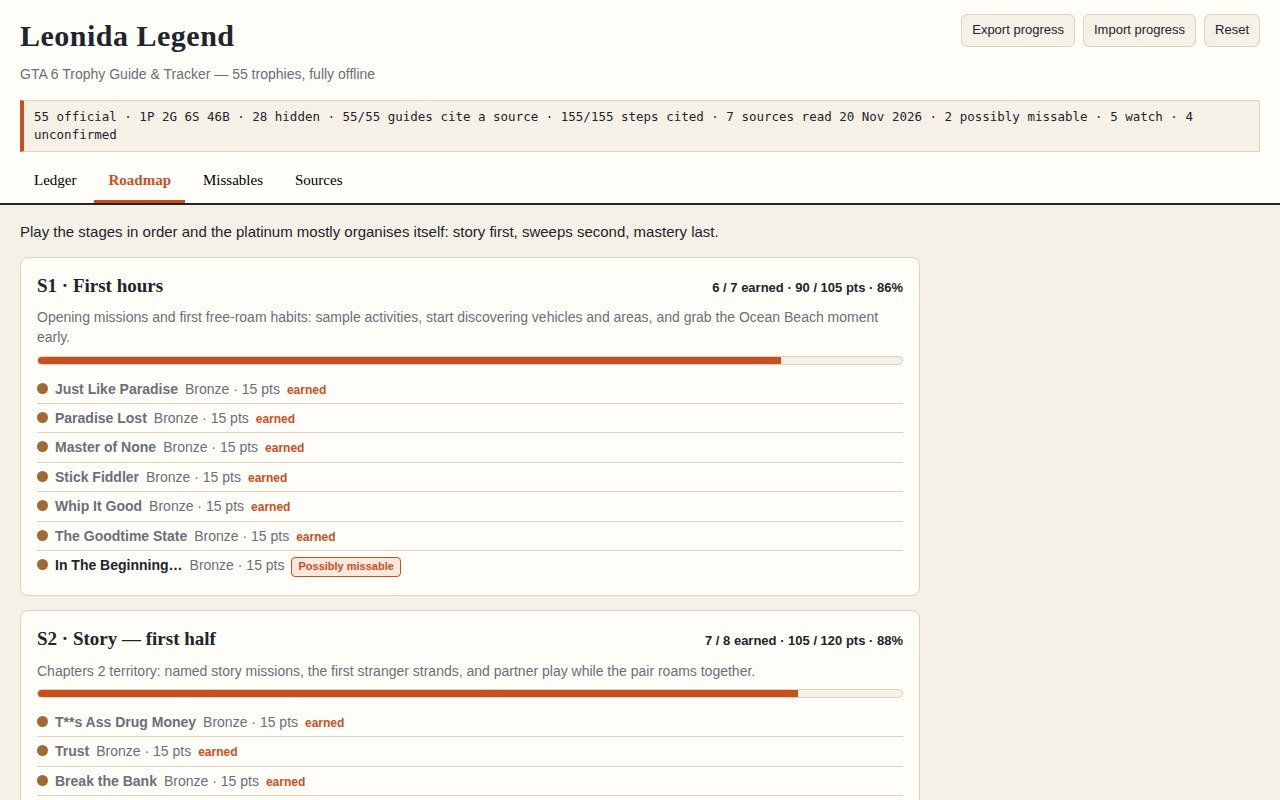 Leonida Legend
Export progress
Import progress
Reset
GTA 6 Trophy Guide & Tracker — 55 trophies, fully offline
55 official · 1P 2G 6S 46B · 28 hidden · 55/55 guides cite a source · 155/155 steps cited · 7 sources read 20 Nov 2026 · 2 possibly missable · 5 watch · 4
unconfirmed
Ledger
Roadmap
Missables
Sources
Play the stages in order and the platinum mostly organises itself: story first, sweeps second, mastery last.
S1 · First hours
6 / 7 earned · 90 / 105 pts · 86%
Opening missions and first free-roam habits: sample activities, start discovering vehicles and areas, and grab the Ocean Beach moment
early.
Just Like Paradise Bronze · 15 pts earned
Paradise Lost Bronze · 15 pts earned
Master of None Bronze · 15 pts earned
Stick Fiddler Bronze · 15 pts earned
Whip It Good Bronze · 15 pts earned
The Goodtime State Bronze · 15 pts earned
In The Beginning… Bronze · 15 pts Possibly missable
S2 · Story — first half
7 / 8 earned · 105 / 120 pts · 88%
Chapters 2 territory: named story missions, the first stranger strands, and partner play while the pair roams together.
T**s Ass Drug Money Bronze · 15 pts earned
Trust Bronze · 15 pts earned
Break the Bank Bronze · 15 pts earned